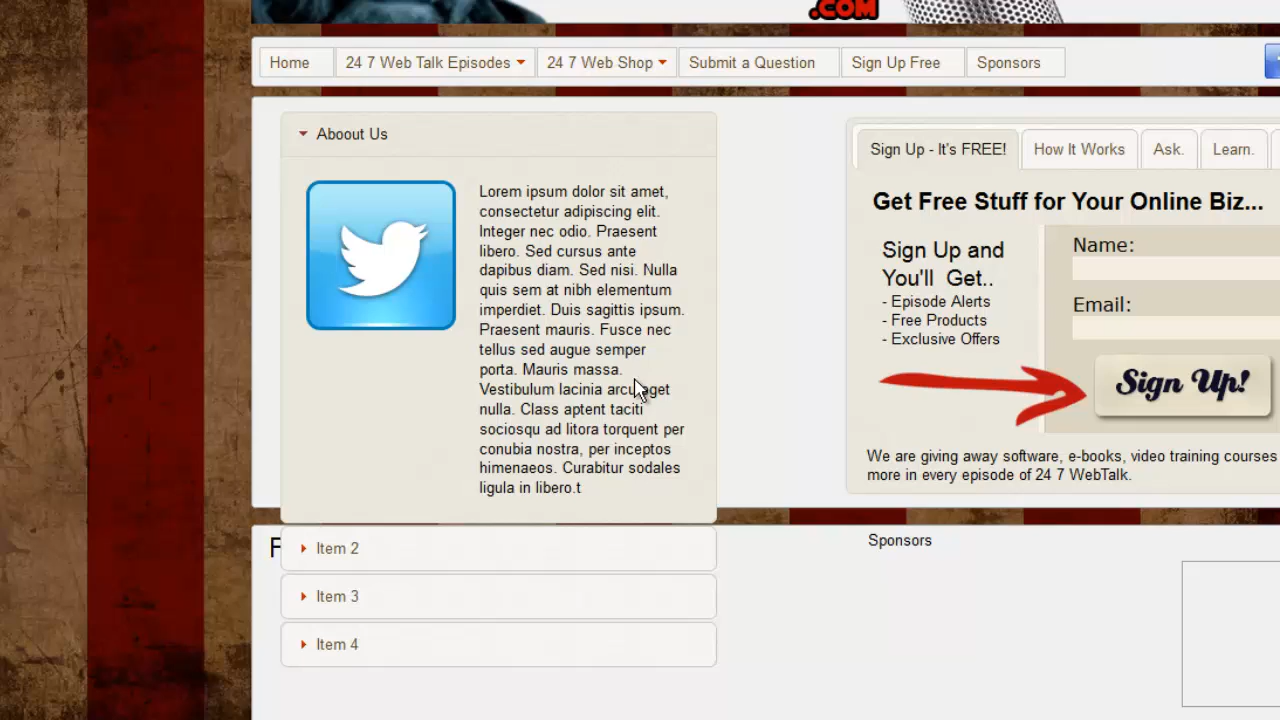 .COM
Home
24 7 Web Talk Episodes
24 7 Web Shop
Submit a Question
Sign Up Free
Sponsors
Aboout Us
Lorem ipsum dolor sit amet,
consectetur adipiscing elit.
Integer nec odio. Praesent
libero. Sed cursus ante
dapibus diam. Sed nisi. Nulla
quis sem at nibh elementum
imperdiet. Duis sagittis ipsum.
Praesent mauris. Fusce nec
tellus sed augue semper
porta. Mauris massa.
Vestibulum lacinia arcu eget
nulla. Class aptent taciti
sociosqu ad litora torquent per
conubia nostra, per inceptos
himenaeos. Curabitur sodales
ligula in libero.t
Item 2
Item 3
Item 4
Sign Up - It's FREE!
How It Works
Ask.
Learn.
Get Free Stuff for Your Online Biz...
Sign Up and
You'll Get..
- Episode Alerts
- Free Products
- Exclusive Offers
Name:
Email:
Sign Up!
We are giving away software, e-books, video training courses
more in every episode of 24 7 WebTalk.
Sponsors